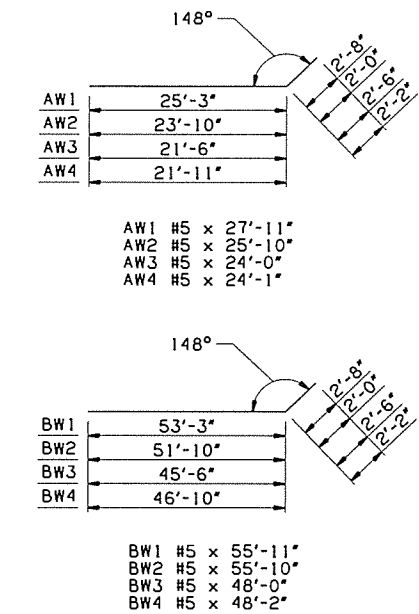 148°
2'-8"
2'-0"
2'-6"
2'-2"
AW1 25'-3"
AW2 23'-10"
AW3 21'-6"
AW4 21'-11"
AW1 #5 x 27'-11"
AW2 #5 x 25'-10"
AW3 #5 x 24'-0"
AW4 #5 x 24'-1"
148°
2'-8"
2'-0"
2'-6"
2'-2"
BW1 53'-3"
BW2 51'-10"
BW3 45'-6"
BW4 46'-10"
BW1 #5 x 55'-11"
BW2 #5 x 55'-10"
BW3 #5 x 48'-0"
BW4 #5 x 48'-2"